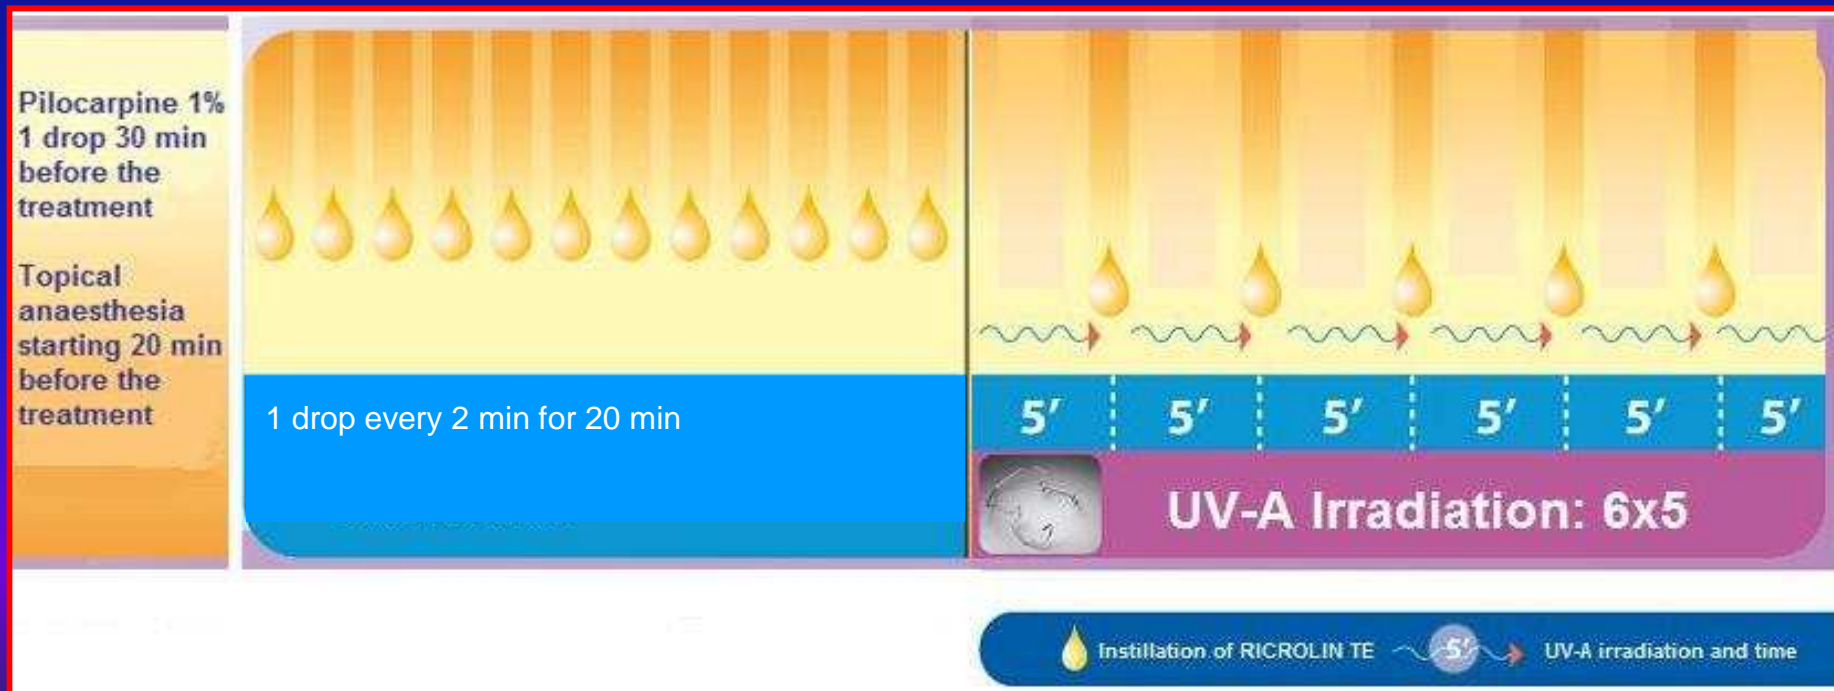 Pilocarpine 1%
1 drop 30 min
before the
treatment
Topical
anaesthesia
starting 20 min
before the
treatment
1 drop every 2 min for 20 min
5′ 5′ 5′ 5′ 5′ 5′
UV-A Irradiation: 6x5
Instillation of RICROLIN TE 5′ UV-A irradiation and time